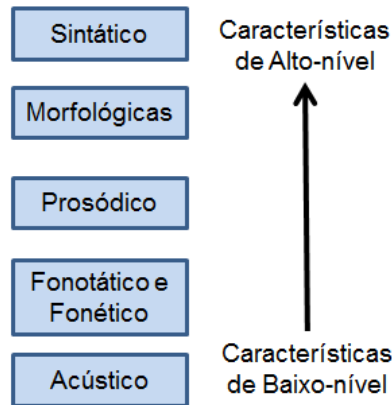 Sintático
Características
de Alto-nível
Morfológicas
Prosódico
Fonotático e
Fonético
Características
de Baixo-nível
Acústico